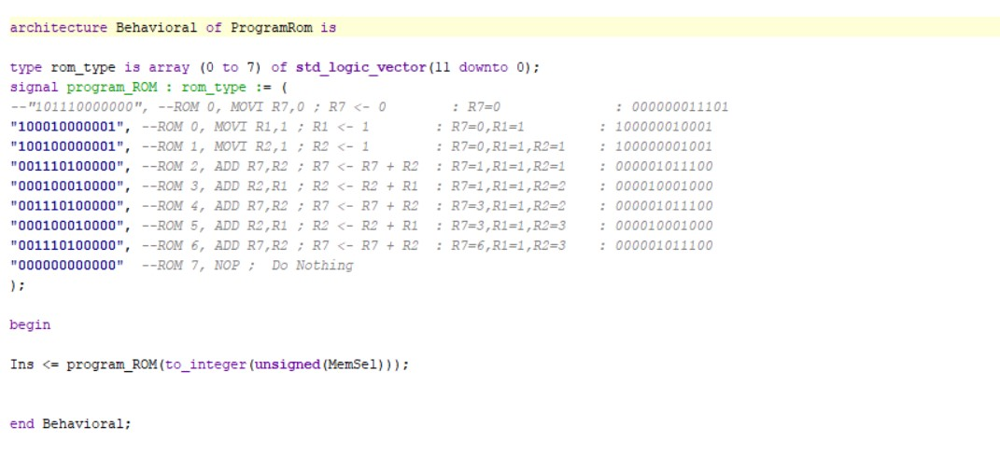 architecture Behavioral of ProgramRom is
type rom_type is array (0 to 7) of std_logic_vector(11 downto 0);
signal program_ROM : rom_type := (
--"101110000000", --ROM 0, MOVI R7,0 ; R7 <- 0 : R7=0 : 000000011101
"100010000001", --ROM 0, MOVI R1,1 ; R1 <- 1 : R7=0,R1=1 : 100000010001
"100100000001", --ROM 1, MOVI R2,1 ; R2 <- 1 : R7=0,R1=1,R2=1 : 100000001001
"001110100000", --ROM 2, ADD R7,R2 ; R7 <- R7 + R2 : R7=1,R1=1,R2=1 : 000001011100
"000100010000", --ROM 3, ADD R2,R1 ; R2 <- R2 + R1 : R7=1,R1=1,R2=2 : 000010001000
"001110100000", --ROM 4, ADD R7,R2 ; R7 <- R7 + R2 : R7=3,R1=1,R2=2 : 000001011100
"000100010000", --ROM 5, ADD R2,R1 ; R2 <- R2 + R1 : R7=3,R1=1,R2=3 : 000010001000
"001110100000", --ROM 6, ADD R7,R2 ; R7 <- R7 + R2 : R7=6,R1=1,R2=3 : 000001011100
"000000000000" --ROM 7, NOP ; Do Nothing
);
begin
Ins <= program_ROM(to_integer(unsigned(MemSel)));
end Behavioral;